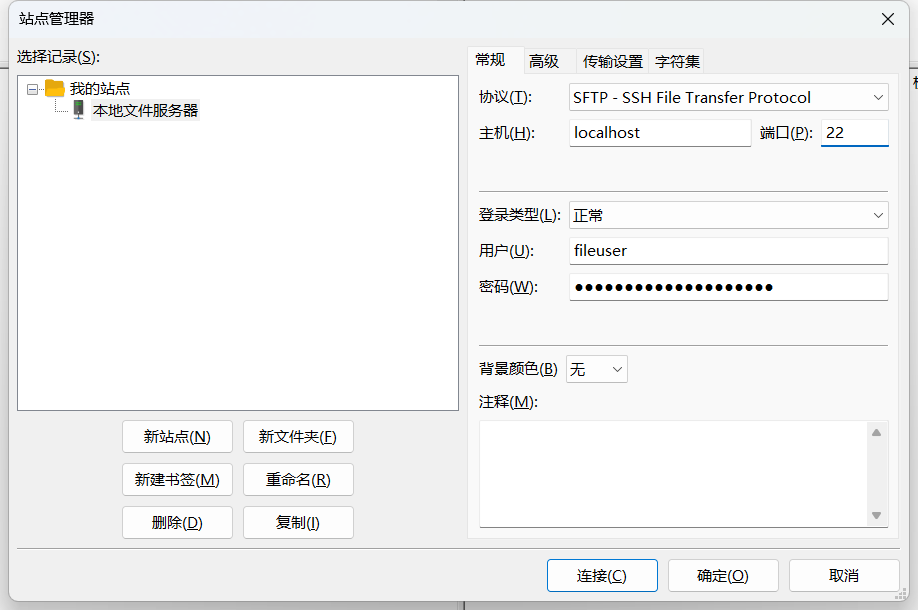 站点管理器
选择记录(S):
我的站点
本地文件服务器
新站点(N)
新文件夹(F)
新建书签(M)
重命名(R)
删除(D)
复制(I)
常规
高级
传输设置
字符集
协议(T):
SFTP - SSH File Transfer Protocol
主机(H):
localhost
端口(P):
22
登录类型(L):
正常
用户(U):
fileuser
密码(W):
●●●●●●●●●●●●●●●●●●●●
背景颜色(B)
无
注释(M):
连接(C)
确定(O)
取消